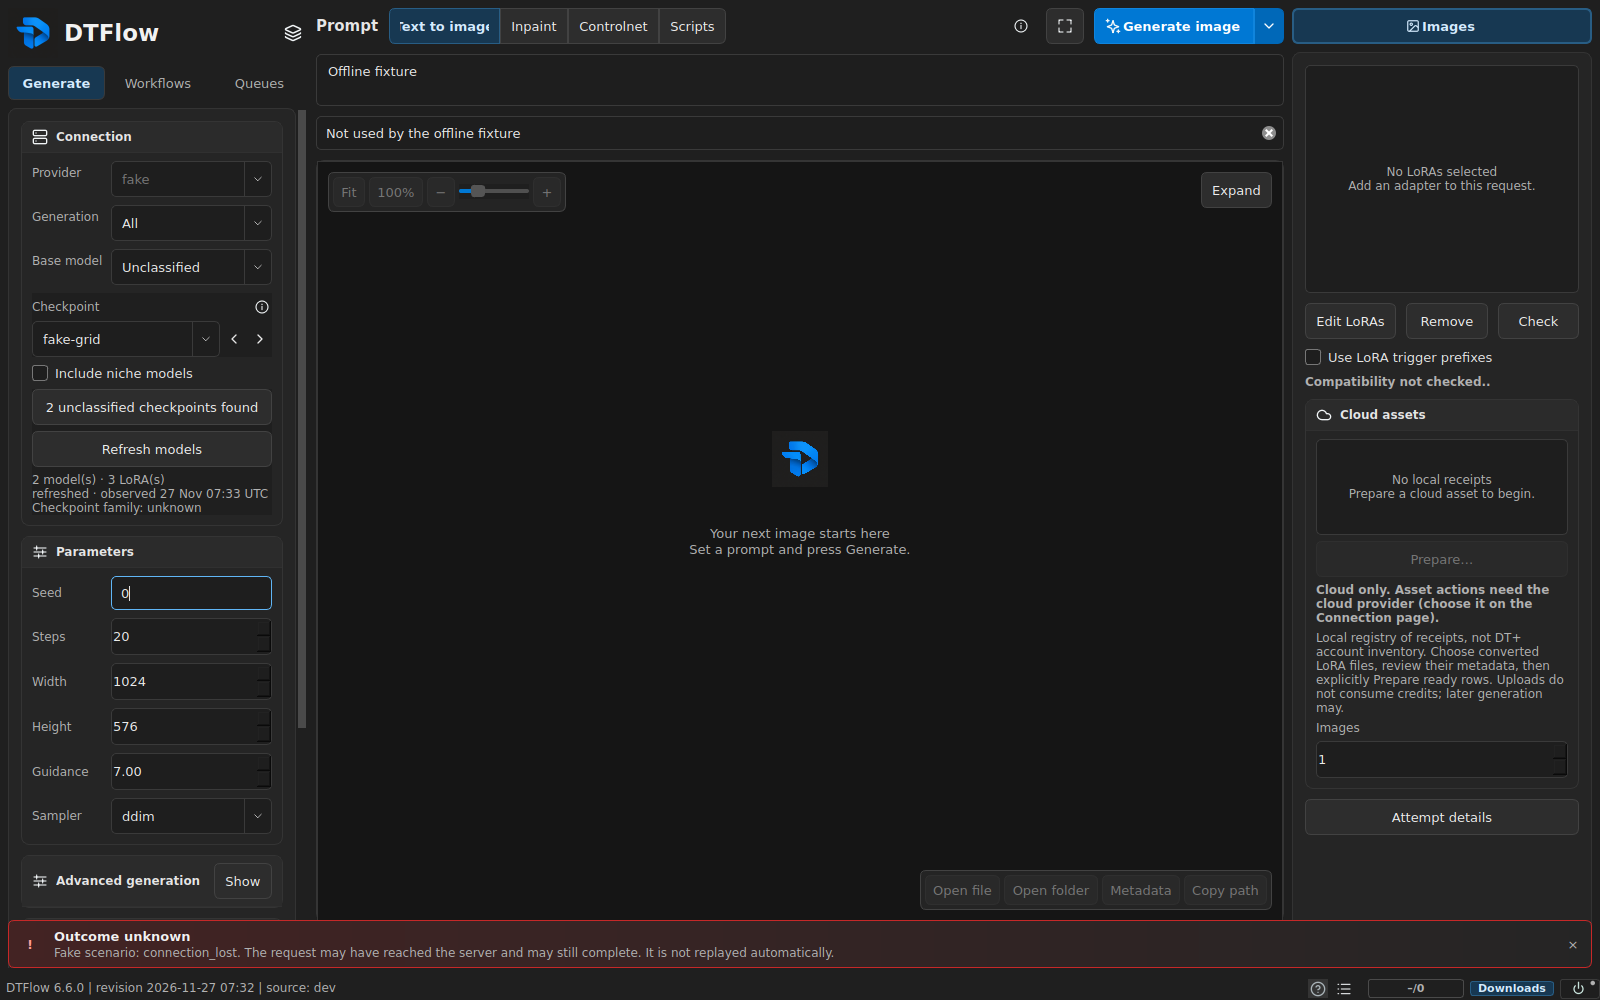 DTFlow
Prompt
Text to image
Inpaint
Controlnet
Scripts
Generate image
Images
Generate
Workflows
Queues
Offline fixture
Not used by the offline fixture
Connection
Provider
fake
Generation
All
Base model
Unclassified
Checkpoint
fake-grid
Include niche models
2 unclassified checkpoints found
Refresh models
2 model(s) · 3 LoRA(s)
refreshed · observed 27 Nov 07:33 UTC
Checkpoint family: unknown
Parameters
Seed
0
Steps
20
Width
1024
Height
576
Guidance
7.00
Sampler
ddim
Advanced generation
Show
Fit
100%
−
+
Expand
Your next image starts here
Set a prompt and press Generate.
Open file
Open folder
Metadata
Copy path
No LoRAs selected
Add an adapter to this request.
Edit LoRAs
Remove
Check
Use LoRA trigger prefixes
Compatibility not checked..
Cloud assets
No local receipts
Prepare a cloud asset to begin.
Prepare...
Cloud only. Asset actions need the
cloud provider (choose it on the
Connection page).
Local registry of receipts, not DT+
account inventory. Choose converted
LoRA files, review their metadata, then
explicitly Prepare ready rows. Uploads do
not consume credits; later generation
may.
Images
1
Attempt details
!
Outcome unknown
Fake scenario: connection_lost. The request may have reached the server and may still complete. It is not replayed automatically.
×
DTFlow 6.6.0 | revision 2026-11-27 07:32 | source: dev
-/0
Downloads